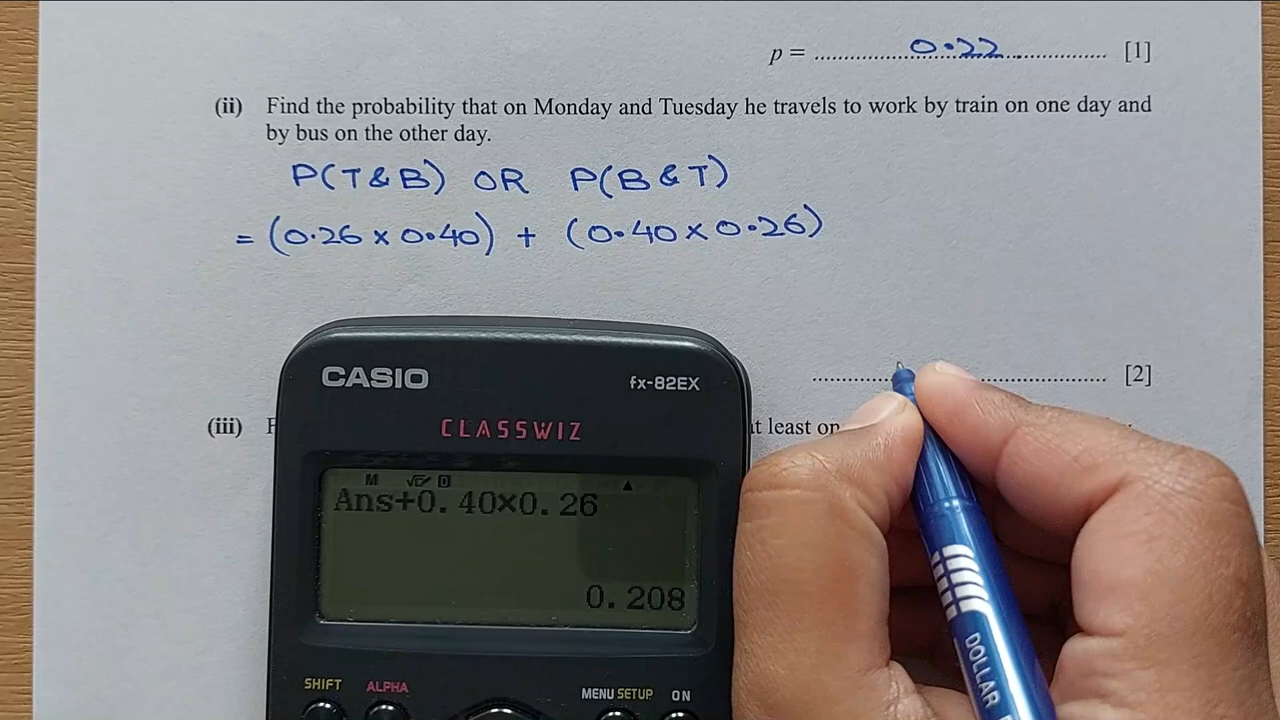 p = ........ 0.22 ........ [1]
(ii) Find the probability that on Monday and Tuesday he travels to work by train on one day and
by bus on the other day.
P(T & B) OR P(B & T)
= (0.26 × 0.40) + (0.40 × 0.26)
........ [2]
(iii)
at least on
CASIO fx-82EX
CLASSWIZ
M √ D ▲
Ans+0.40×0.26
0.208
SHIFT ALPHA MENU SETUP ON
DOLLAR